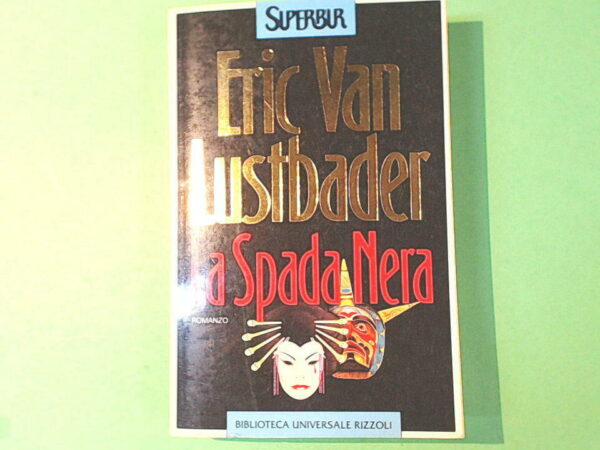 SUPERBUR
Eric Van
Lustbader
La Spada Nera
ROMANZO
BIBLIOTECA UNIVERSALE RIZZOLI